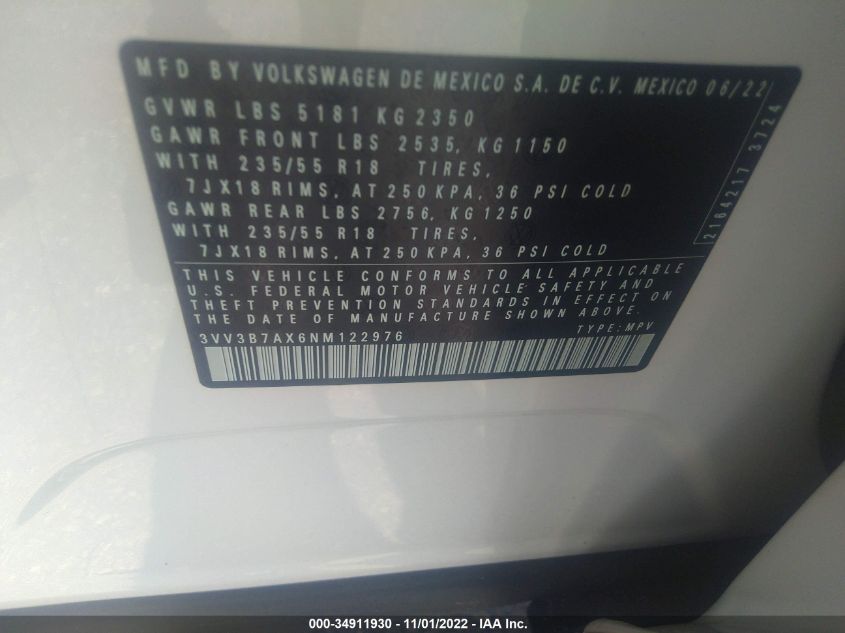 MFD BY VOLKSWAGEN DE MEXICO S.A. DE C.V. MEXICO 06/22
GVWR LBS 5181 KG 2350
GAWR FRONT LBS 2535, KG 1150
WITH 235/55 R18 TIRES,
7JX18 RIMS, AT 250 KPA, 36 PSI COLD
GAWR REAR LBS 2756, KG 1250
WITH 235/55 R18 TIRES,
7JX18 RIMS, AT 250 KPA, 36 PSI COLD
2164217 3724
THIS VEHICLE CONFORMS TO ALL APPLICABLE
U.S. FEDERAL MOTOR VEHICLE SAFETY AND
THEFT PREVENTION STANDARDS IN EFFECT ON
THE DATE OF MANUFACTURE SHOWN ABOVE.
3VV3B7AX6NM122976 TYPE: MPV
000-34911930 - 11/01/2022 - IAA Inc.